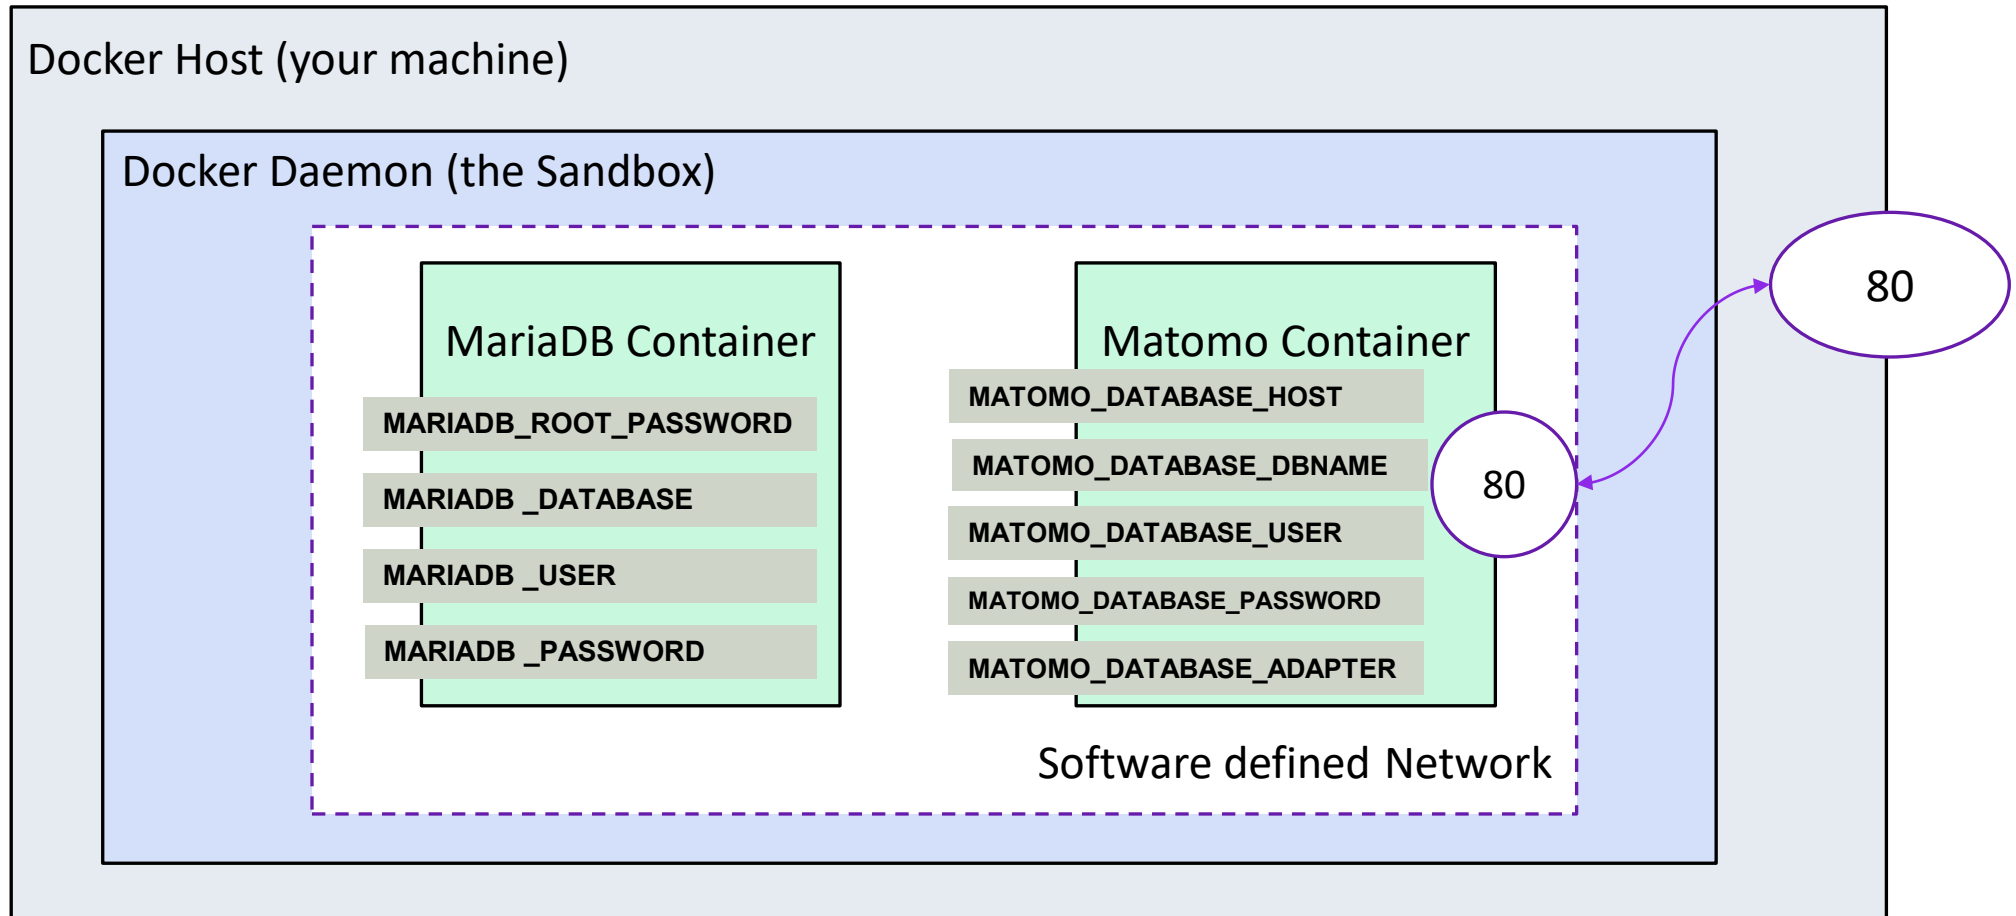 Docker Host (your machine)
Docker Daemon (the Sandbox)
MariaDB Container
MARIADB_ROOT_PASSWORD
MARIADB _DATABASE
MARIADB _USER
MARIADB _PASSWORD
Matomo Container
MATOMO_DATABASE_HOST
MATOMO_DATABASE_DBNAME
MATOMO_DATABASE_USER
MATOMO_DATABASE_PASSWORD
MATOMO_DATABASE_ADAPTER
80
80
Software defined Network